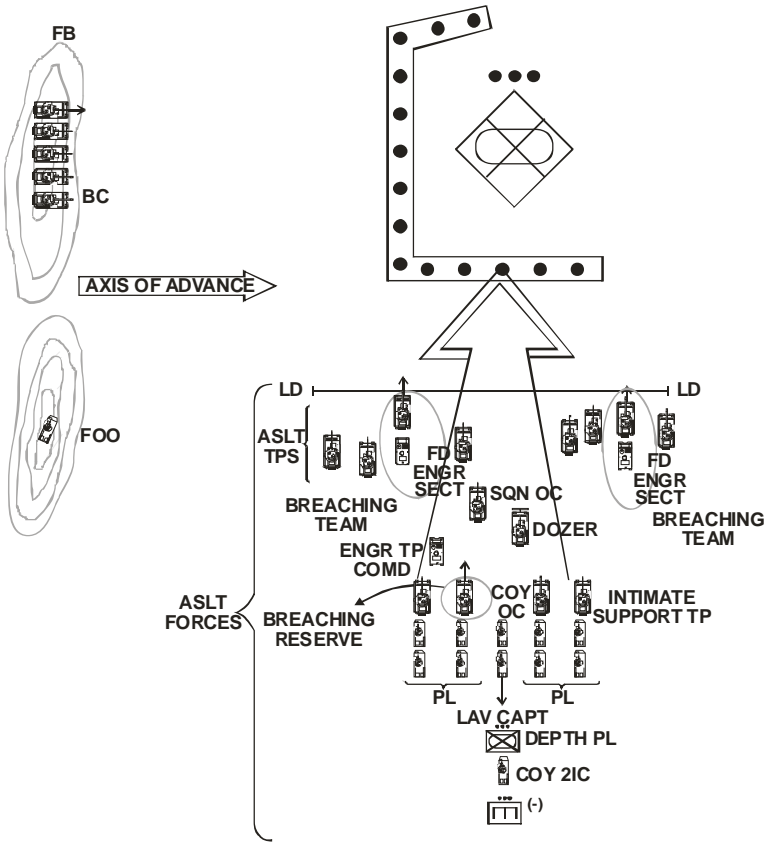 FB
BC
AXIS OF ADVANCE
FOO
LD
LD
ASLT
TPS
FD
ENGR
SECT
FD
ENGR
SECT
BREACHING
TEAM
SQN OC
DOZER
BREACHING
TEAM
ENGR TP
COMD
ASLT
FORCES
BREACHING
RESERVE
COY
OC
INTIMATE
SUPPORT TP
PL
PL
LAV CAPT
DEPTH PL
COY 2IC
(-)